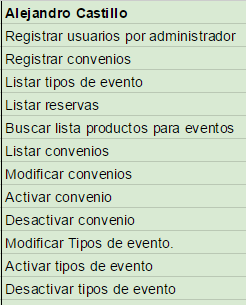 Alejandro Castillo
Registrar usuarios por administrador
Registrar convenios
Listar tipos de evento
Listar reservas
Buscar lista productos para eventos
Listar convenios
Modificar convenios
Activar convenio
Desactivar convenio
Modificar Tipos de evento.
Activar tipos de evento
Desactivar tipos de evento